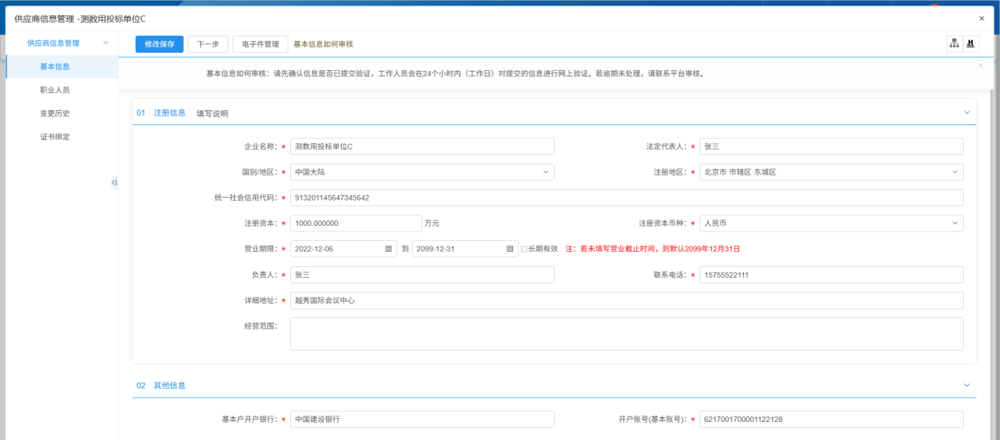 供应商信息管理 -测数用投标单位C
×
供应商信息管理
基本信息
职业人员
变更历史
证书绑定
修改保存 下一步 电子件管理 基本信息如何审核
基本信息如何审核：请先确认信息是否已提交验证，工作人员会在24个小时内（工作日）对提交的信息进行网上验证。若逾期未处理，请联系平台审核。
01 注册信息 填写说明
企业名称：* 测数用投标单位C 法定代表人：* 张三
国别/地区：* 中国大陆 注册地区：* 北京市·市辖区·东城区
统一社会信用代码：* 913201145647345642
注册资本：* 1000.000000 万元 注册资本币种：* 人民币
营业期限：* 2022-12-06 到 2099-12-31 长期有效 注：若未填写营业截止时间，则默认2099年12月31日
负责人：* 张三 联系电话：* 15755522111
详细地址：* 越秀国际会议中心
经营范围：
02 其他信息
基本户开户银行：* 中国建设银行 开户账号(基本账号)：* 6217001700001122128